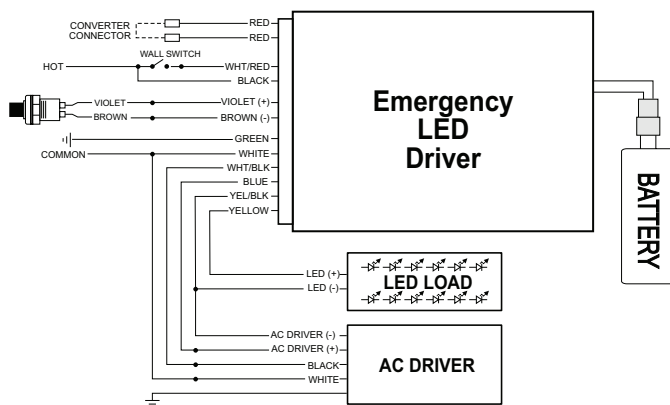 CONVERTER
CONNECTOR
RED
RED
WALL SWITCH
HOT
WHT/RED
BLACK
VIOLET
VIOLET (+)
BROWN
BROWN (-)
GREEN
COMMON
WHITE
WHT/BLK
BLUE
YEL/BLK
YELLOW
Emergency
LED
Driver
BATTERY
LED (+)
LED (-)
LED LOAD
AC DRIVER (-)
AC DRIVER (+)
BLACK
WHITE
AC DRIVER